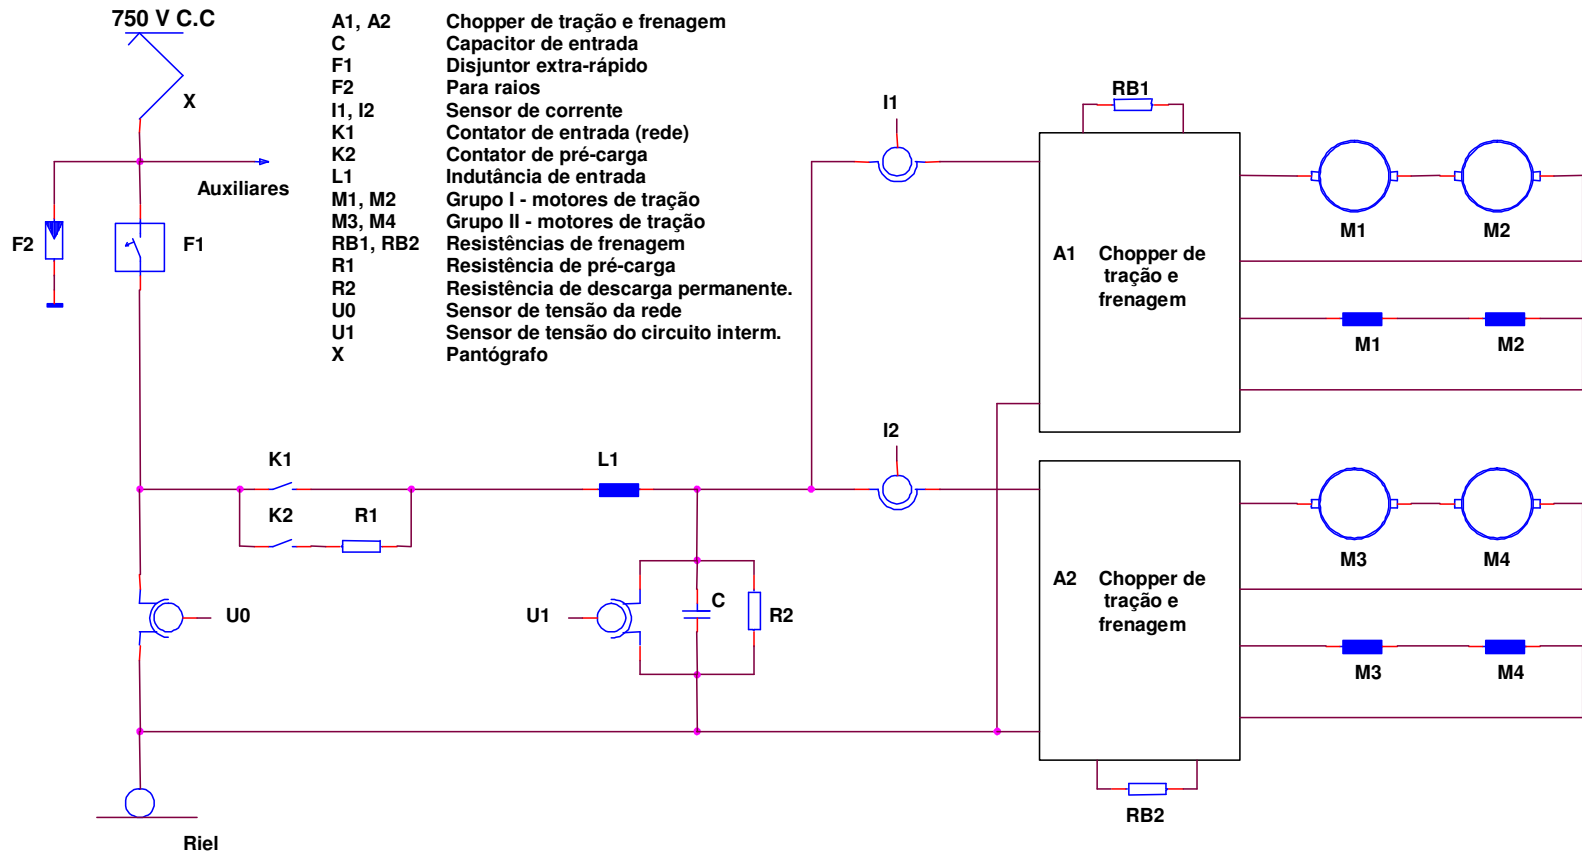 750 V C.C
A1, A2 Chopper de tração e frenagem
C Capacitor de entrada
F1 Disjuntor extra-rápido
F2 Para raios
I1, I2 Sensor de corrente
K1 Contator de entrada (rede)
K2 Contator de pré-carga
L1 Indutância de entrada
M1, M2 Grupo I - motores de tração
M3, M4 Grupo II - motores de tração
RB1, RB2 Resistências de frenagem
R1 Resistência de pré-carga
R2 Resistência de descarga permanente.
U0 Sensor de tensão da rede
U1 Sensor de tensão do circuito interm.
X Pantógrafo
X
Auxiliares
F2
F1
K1
K2
R1
L1
U0
U1
C
R2
Riel
I1
I2
RB1
A1 Chopper de
tração e
frenagem
M1
M2
M1
M2
A2 Chopper de
tração e
frenagem
M3
M4
M3
M4
RB2